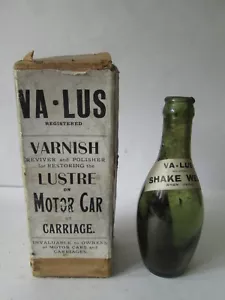 VA·LUS
REGISTERED
VARNISH
REVIVER AND POLISHER
for RESTORING the
LUSTRE
ON
MOTOR CAR
or
CARRIAGE.
INVALUABLE to OWNERS
of MOTOR CARS and
CARRIAGES.
VA-LUS
SHAKE WE